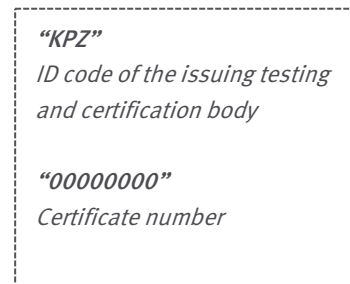 “KPZ”
ID code of the issuing testing
and certification body
“00000000”
Certificate number